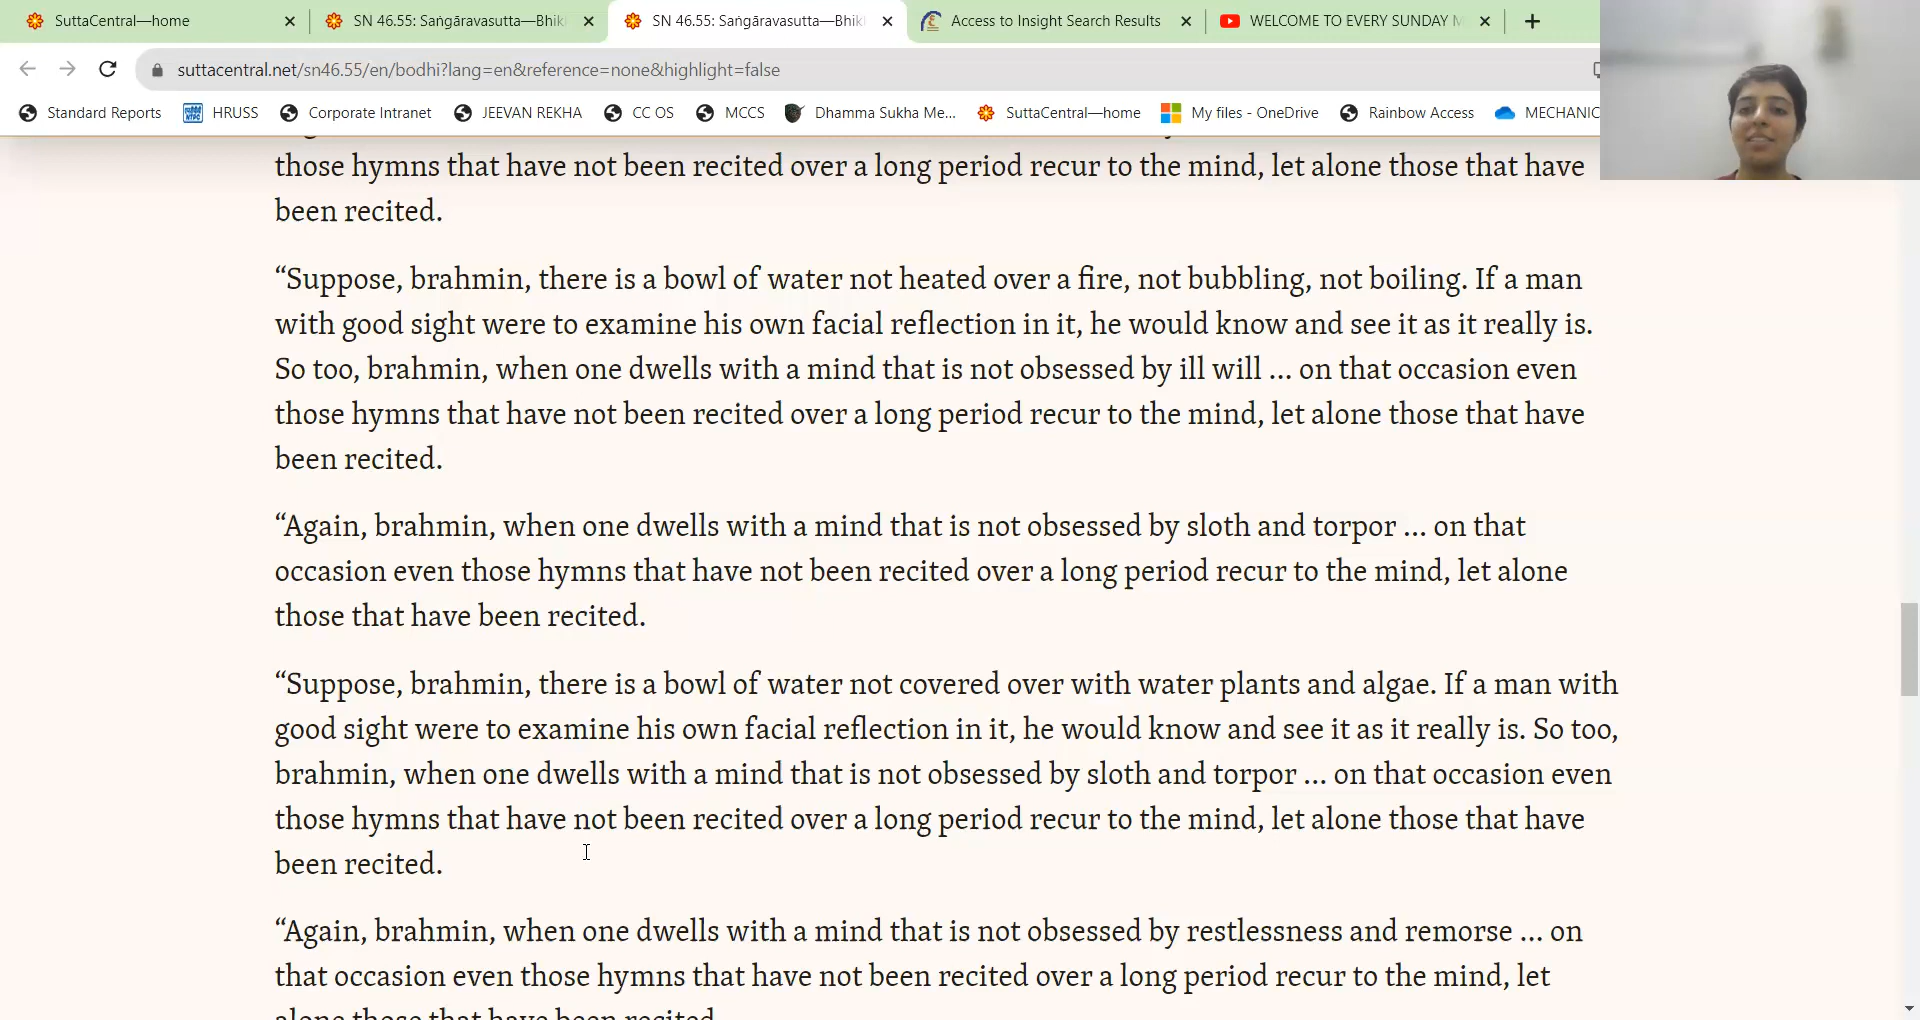 SuttaCentral—home
SN 46.55: Saṅgāravasutta—Bhik
SN 46.55: Saṅgāravasutta—Bhik
Access to Insight Search Results
WELCOME TO EVERY SUNDAY M
suttacentral.net/sn46.55/en/bodhi?lang=en&reference=none&highlight=false
Standard Reports
HRUSS
Corporate Intranet
JEEVAN REKHA
CC OS
MCCS
Dhamma Sukha Me...
SuttaCentral—home
My files - OneDrive
Rainbow Access
MECHANIC
those hymns that have not been recited over a long period recur to the mind, let alone those that have
been recited.
“Suppose, brahmin, there is a bowl of water not heated over a fire, not bubbling, not boiling. If a man
with good sight were to examine his own facial reflection in it, he would know and see it as it really is.
So too, brahmin, when one dwells with a mind that is not obsessed by ill will … on that occasion even
those hymns that have not been recited over a long period recur to the mind, let alone those that have
been recited.
“Again, brahmin, when one dwells with a mind that is not obsessed by sloth and torpor … on that
occasion even those hymns that have not been recited over a long period recur to the mind, let alone
those that have been recited.
“Suppose, brahmin, there is a bowl of water not covered over with water plants and algae. If a man with
good sight were to examine his own facial reflection in it, he would know and see it as it really is. So too,
brahmin, when one dwells with a mind that is not obsessed by sloth and torpor … on that occasion even
those hymns that have not been recited over a long period recur to the mind, let alone those that have
been recited.
“Again, brahmin, when one dwells with a mind that is not obsessed by restlessness and remorse … on
that occasion even those hymns that have not been recited over a long period recur to the mind, let
alone those that have been recited.